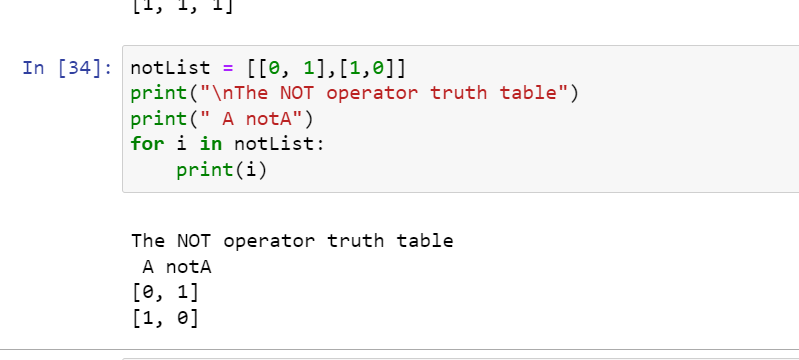 [1, 1, 1]
In [34]: notList = [[0, 1],[1,0]]
print("\nThe NOT operator truth table")
print(" A notA")
for i in notList:
    print(i)
The NOT operator truth table
 A notA
[0, 1]
[1, 0]